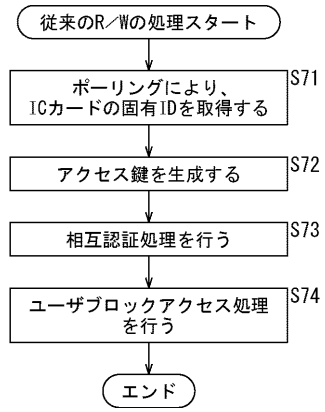 従来のR/Wの処理スタート
S71
ポーリングにより、
ICカードの固有IDを取得する
S72
アクセス鍵を生成する
S73
相互認証処理を行う
S74
ユーザブロックアクセス処理
を行う
エンド